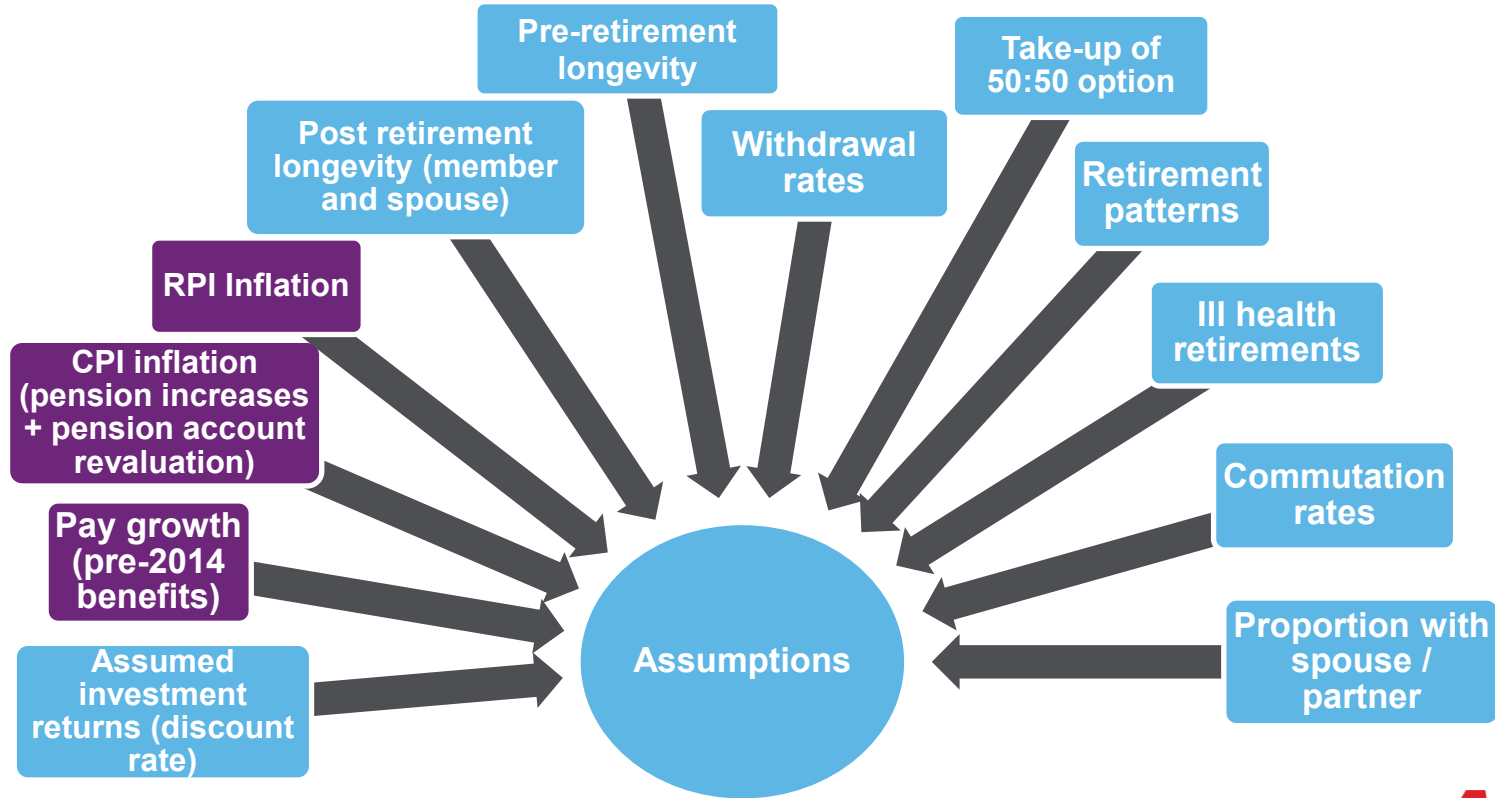 Pre-retirement
longevity
Take-up of
50:50 option
Post retirement
longevity (member
and spouse)
Withdrawal
rates
Retirement
patterns
RPI Inflation
Ill health
retirements
CPI inflation
(pension increases
+ pension account
revaluation)
Commutation
rates
Pay growth
(pre-2014
benefits)
Proportion with
spouse /
partner
Assumed
investment
returns (discount
rate)
Assumptions